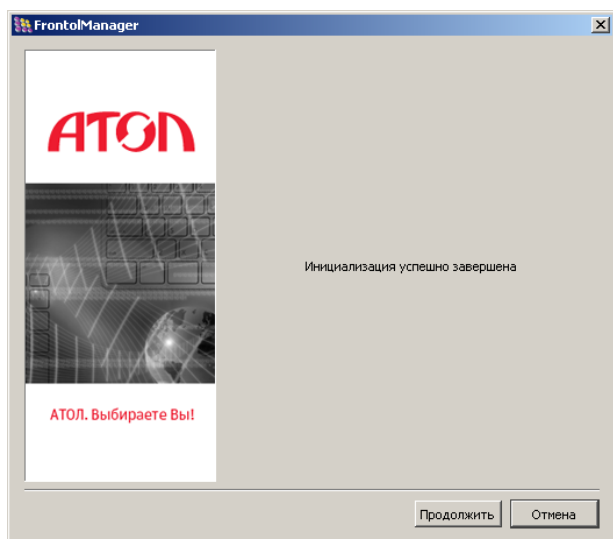 FrontolManager
АТОЛ
Инициализация успешно завершена
АТОЛ. Выбираете Вы!
Продолжить
Отмена